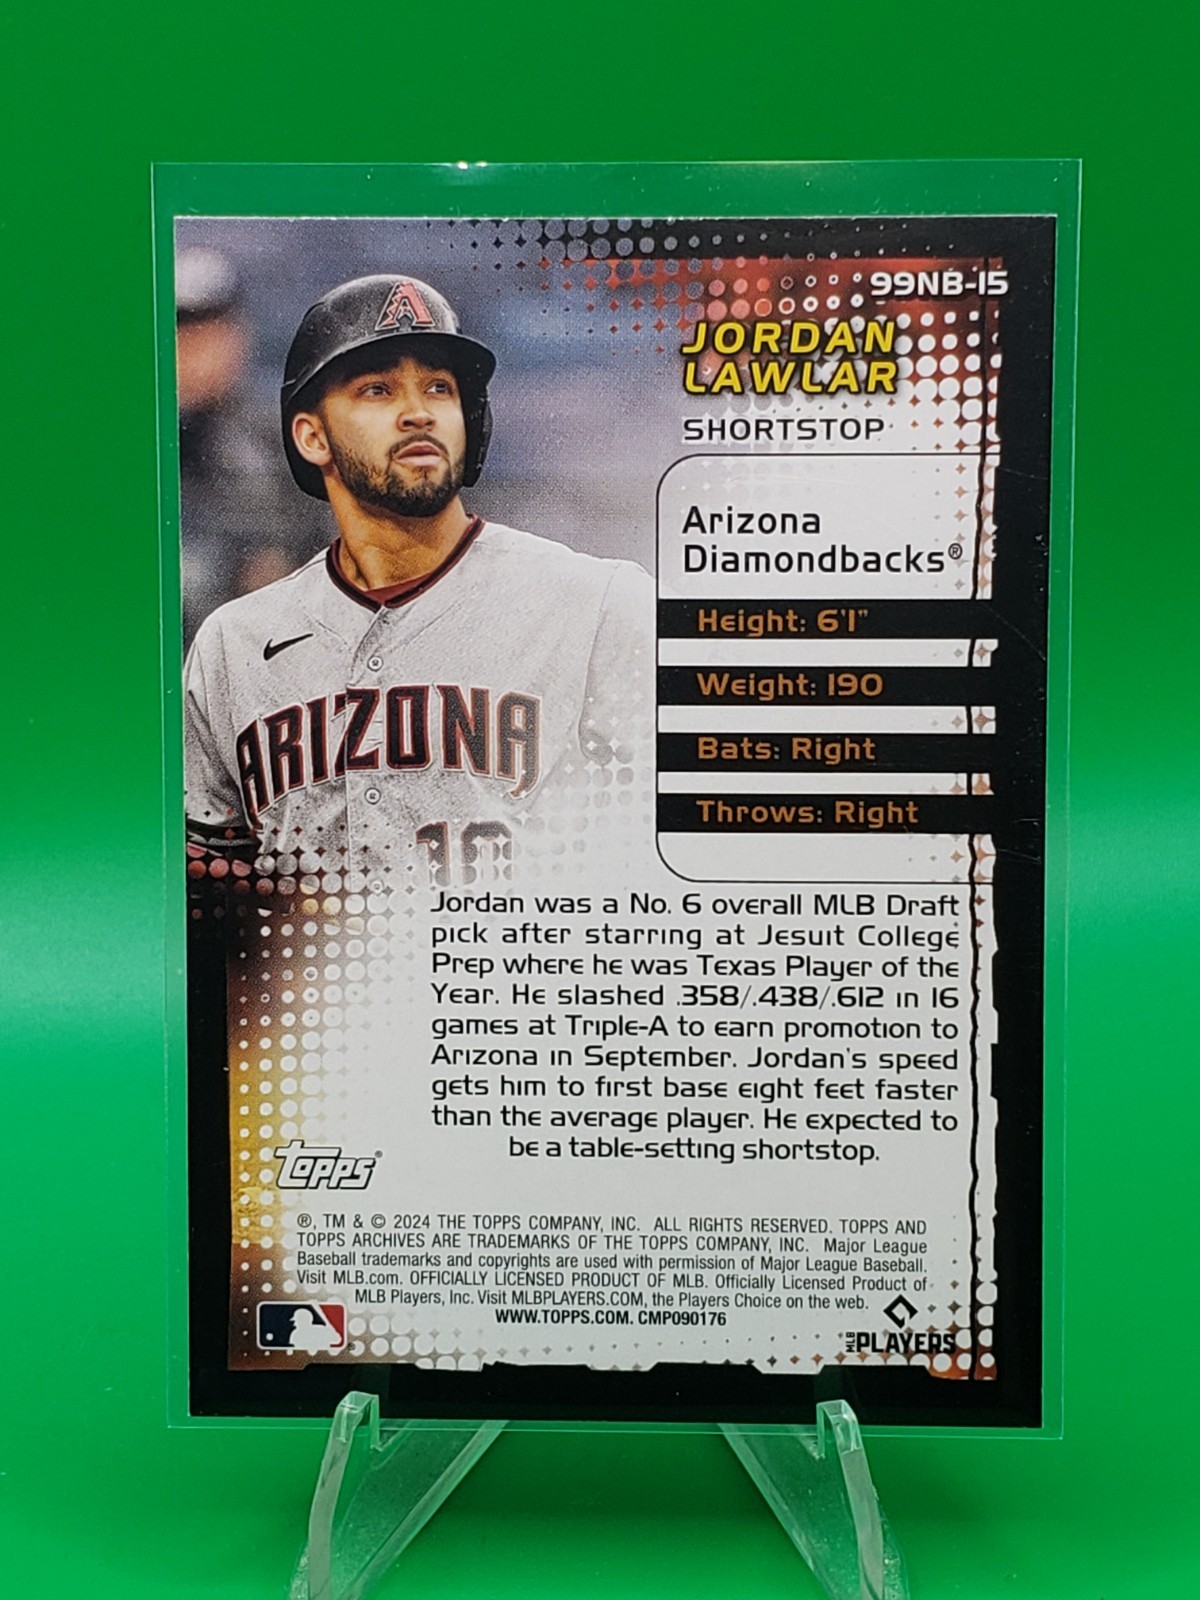 99NB-15
JORDAN
LAWLAR
SHORTSTOP
Arizona
Diamondbacks®
Height: 6'1"
Weight: 190
Bats: Right
Throws: Right
A
ARIZONA
10
Jordan was a No. 6 overall MLB Draft
pick after starring at Jesuit College
Prep where he was Texas Player of the
Year. He slashed .358/.438/.612 in 16
games at Triple-A to earn promotion to
Arizona in September. Jordan's speed
gets him to first base eight feet faster
than the average player. He expected to
be a table-setting shortstop.
topps®
®, TM & © 2024 THE TOPPS COMPANY, INC. ALL RIGHTS RESERVED. TOPPS AND
TOPPS ARCHIVES ARE TRADEMARKS OF THE TOPPS COMPANY, INC. Major League
Baseball trademarks and copyrights are used with permission of Major League Baseball.
Visit MLB.com. OFFICIALLY LICENSED PRODUCT OF MLB. Officially Licensed Product of
MLB Players, Inc. Visit MLBPLAYERS.COM, the Players Choice on the web.
WWW.TOPPS.COM. CMP090176
MLB PLAYERS